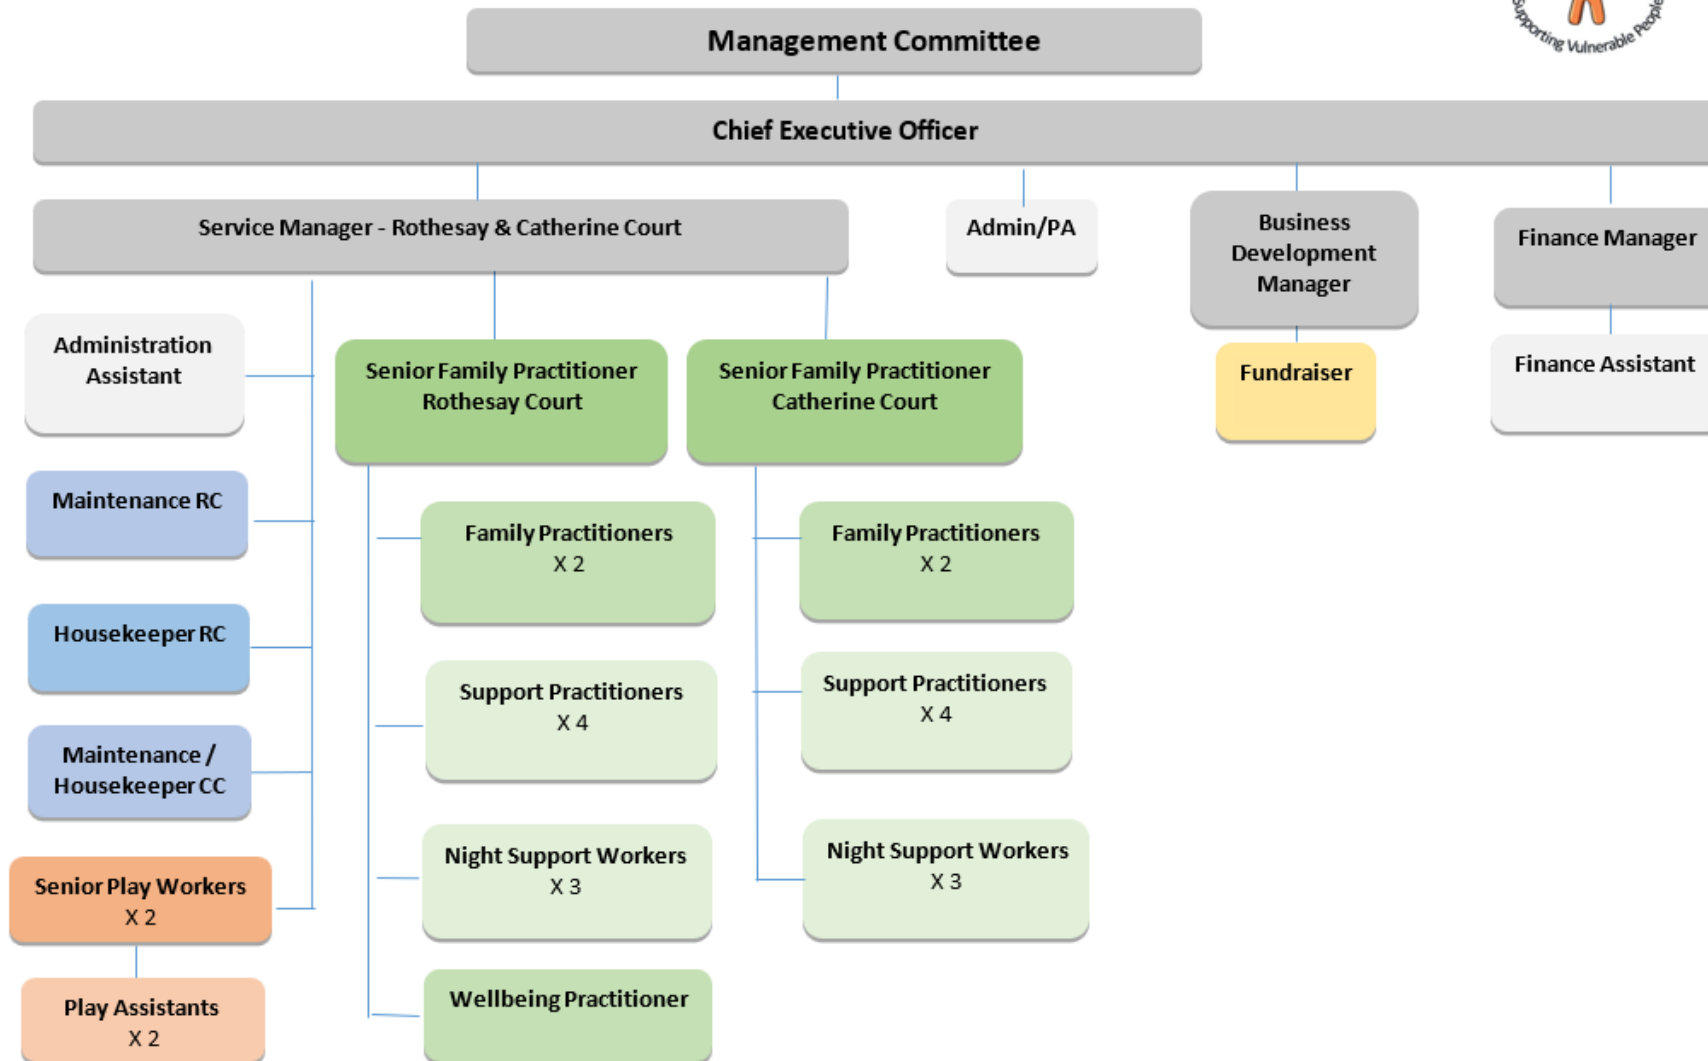 Supporting Vulnerable People
Management Committee
Chief Executive Officer
Service Manager - Rothesay & Catherine Court
Admin/PA
Business
Development
Manager
Finance Manager
Administration
Assistant
Senior Family Practitioner
Rothesay Court
Senior Family Practitioner
Catherine Court
Fundraiser
Finance Assistant
Maintenance RC
Family Practitioners
X 2
Family Practitioners
X 2
Housekeeper RC
Support Practitioners
X 4
Support Practitioners
X 4
Maintenance /
Housekeeper CC
Night Support Workers
X 3
Night Support Workers
X 3
Senior Play Workers
X 2
Wellbeing Practitioner
Play Assistants
X 2